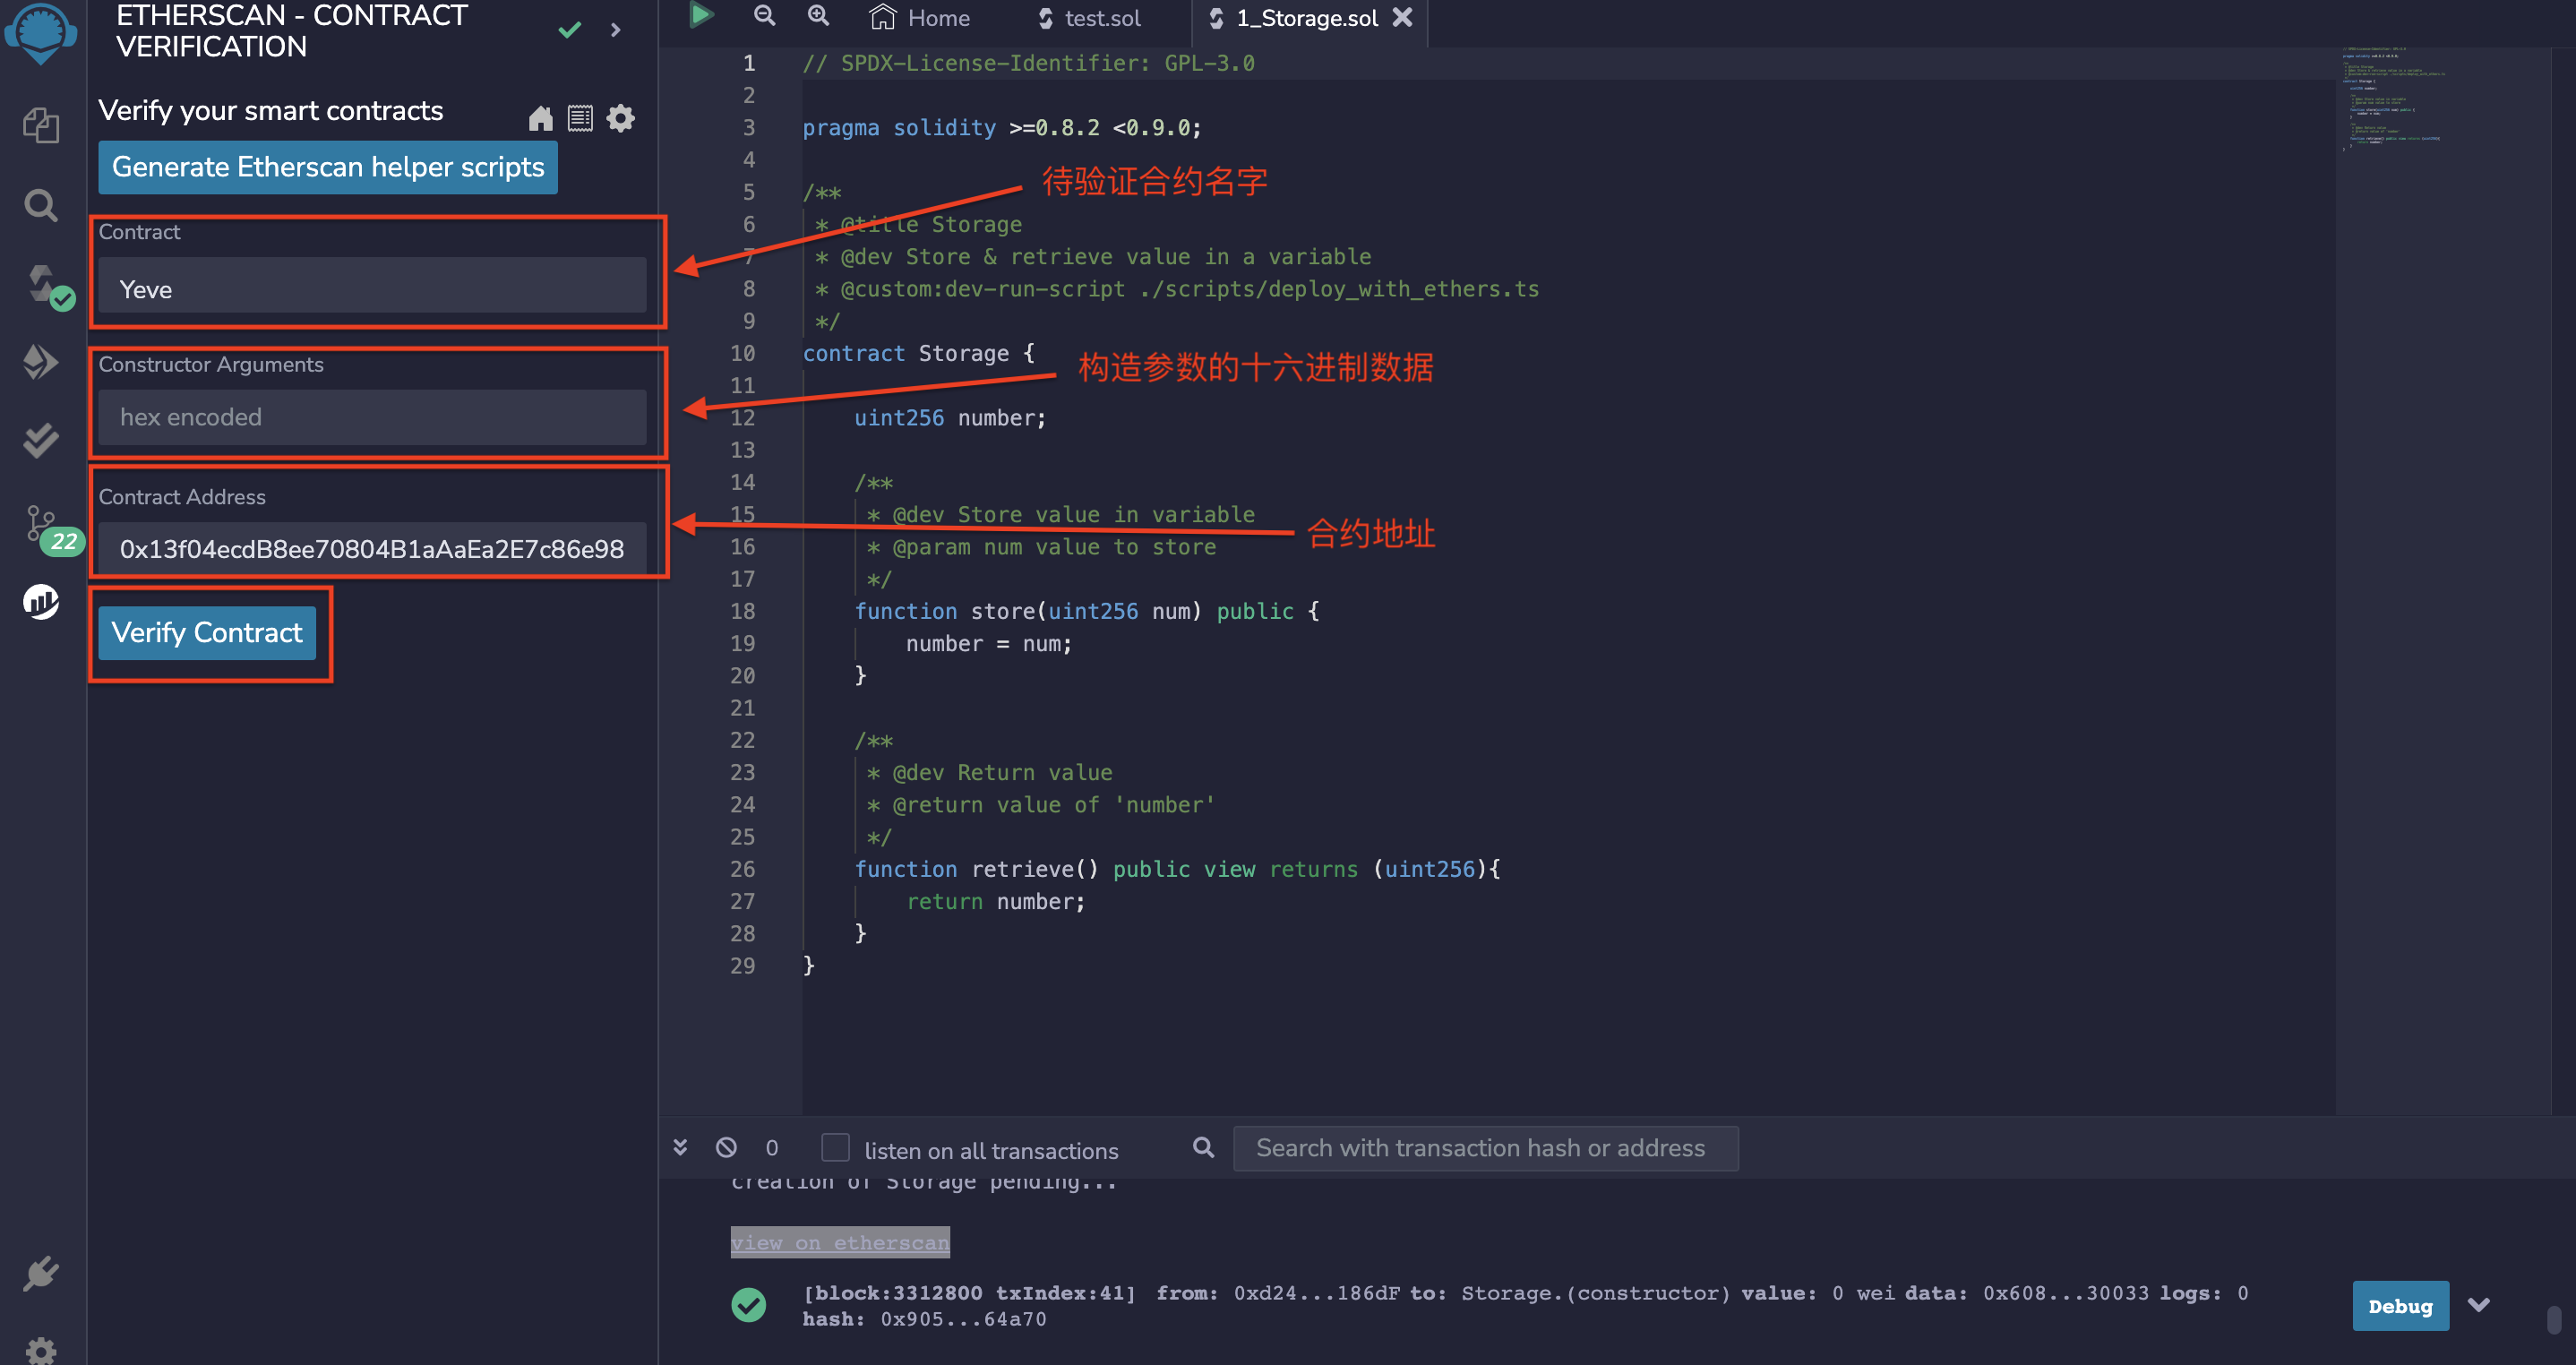 ETHERSCAN - CONTRACT
VERIFICATION
Verify your smart contracts
Generate Etherscan helper scripts
Contract
Yeve
Constructor Arguments
hex encoded
Contract Address
0x13f04ecdB8ee70804B1aAaEa2E7c86e98
Verify Contract
22
Home
test.sol
1_Storage.sol
1 // SPDX-License-Identifier: GPL-3.0
2
3 pragma solidity >=0.8.2 <0.9.0;
4
待验证合约名字
5 /**
6 * @title Storage
7 * @dev Store & retrieve value in a variable
8 * @custom:dev-run-script ./scripts/deploy_with_ethers.ts
9 */
10 contract Storage {
构造参数的十六进制数据
11
12 uint256 number;
13
14 /**
15 * @dev Store value in variable
合约地址
16 * @param num value to store
17 */
18 function store(uint256 num) public {
19 number = num;
20 }
21
22 /**
23 * @dev Return value
24 * @return value of 'number'
25 */
26 function retrieve() public view returns (uint256){
27 return number;
28 }
29 }
0
listen on all transactions
Search with transaction hash or address
creation of Storage pending...
view on etherscan
[block:3312800 txIndex:41] from: 0xd24...186dF to: Storage.(constructor) value: 0 wei data: 0x608...30033 logs: 0
hash: 0x905...64a70
Debug